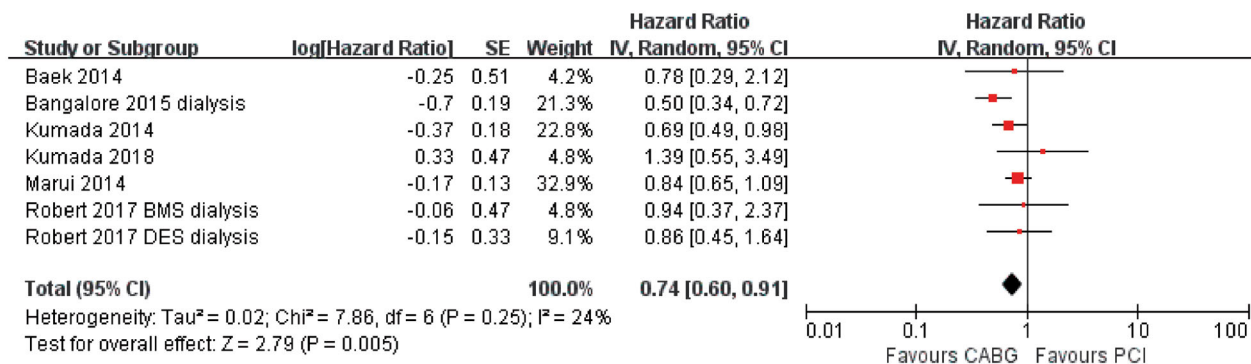 Hazard Ratio Hazard Ratio
Study or Subgroup log[Hazard Ratio] SE Weight IV, Random, 95% CI IV, Random, 95% CI
Baek 2014 -0.25 0.51 4.2% 0.78 [0.29, 2.12]
Bangalore 2015 dialysis -0.7 0.19 21.3% 0.50 [0.34, 0.72]
Kumada 2014 -0.37 0.18 22.8% 0.69 [0.49, 0.98]
Kumada 2018 0.33 0.47 4.8% 1.39 [0.55, 3.49]
Marui 2014 -0.17 0.13 32.9% 0.84 [0.65, 1.09]
Robert 2017 BMS dialysis -0.06 0.47 4.8% 0.94 [0.37, 2.37]
Robert 2017 DES dialysis -0.15 0.33 9.1% 0.86 [0.45, 1.64]
Total (95% CI) 100.0% 0.74 [0.60, 0.91]
Heterogeneity: Tau² = 0.02; Chi² = 7.86, df = 6 (P = 0.25); I² = 24%
Test for overall effect: Z = 2.79 (P = 0.005)
0.01 0.1 1 10 100
Favours CABG Favours PCI